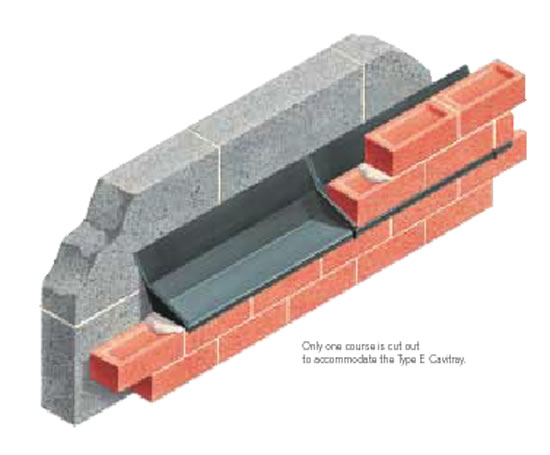 Only one course is cut out
to accommodate the Type E Cavitray.